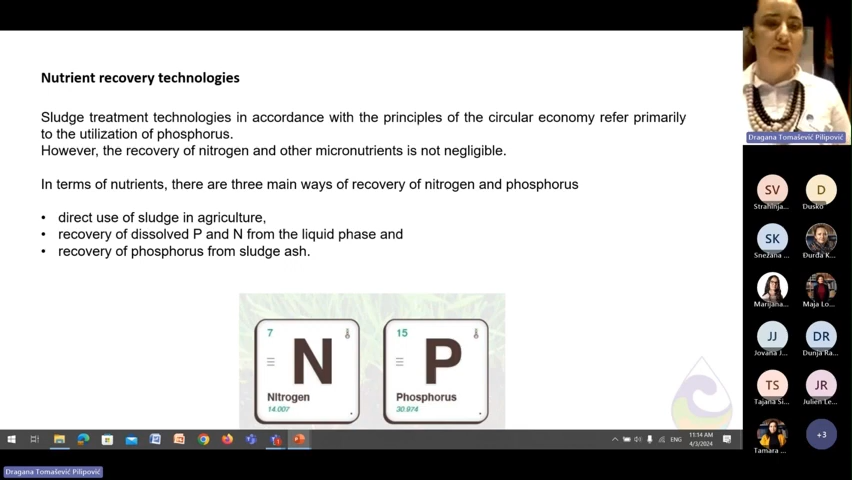 Nutrient recovery technologies
Sludge treatment technologies in accordance with the principles of the circular economy refer primarily
to the utilization of phosphorus.
However, the recovery of nitrogen and other micronutrients is not negligible.
In terms of nutrients, there are three main ways of recovery of nitrogen and phosphorus
• direct use of sludge in agriculture,
• recovery of dissolved P and N from the liquid phase and
• recovery of phosphorus from sludge ash.
7
N
Nitrogen
14.007
15
P
Phosphorus
30.974
ENG
11:14 AM
4/3/2024
Dragana Tomašević Pilipović
Dragana Tomašević Pilipović
SV
Strahinja...
D
Dusko
SK
Snežana ...
Đurđa K...
Marijana...
Maja Lo...
JJ
Jovana J...
DR
Dunja Ra...
TS
Tajana Si...
JR
Julien Le...
Tamara ...
+3